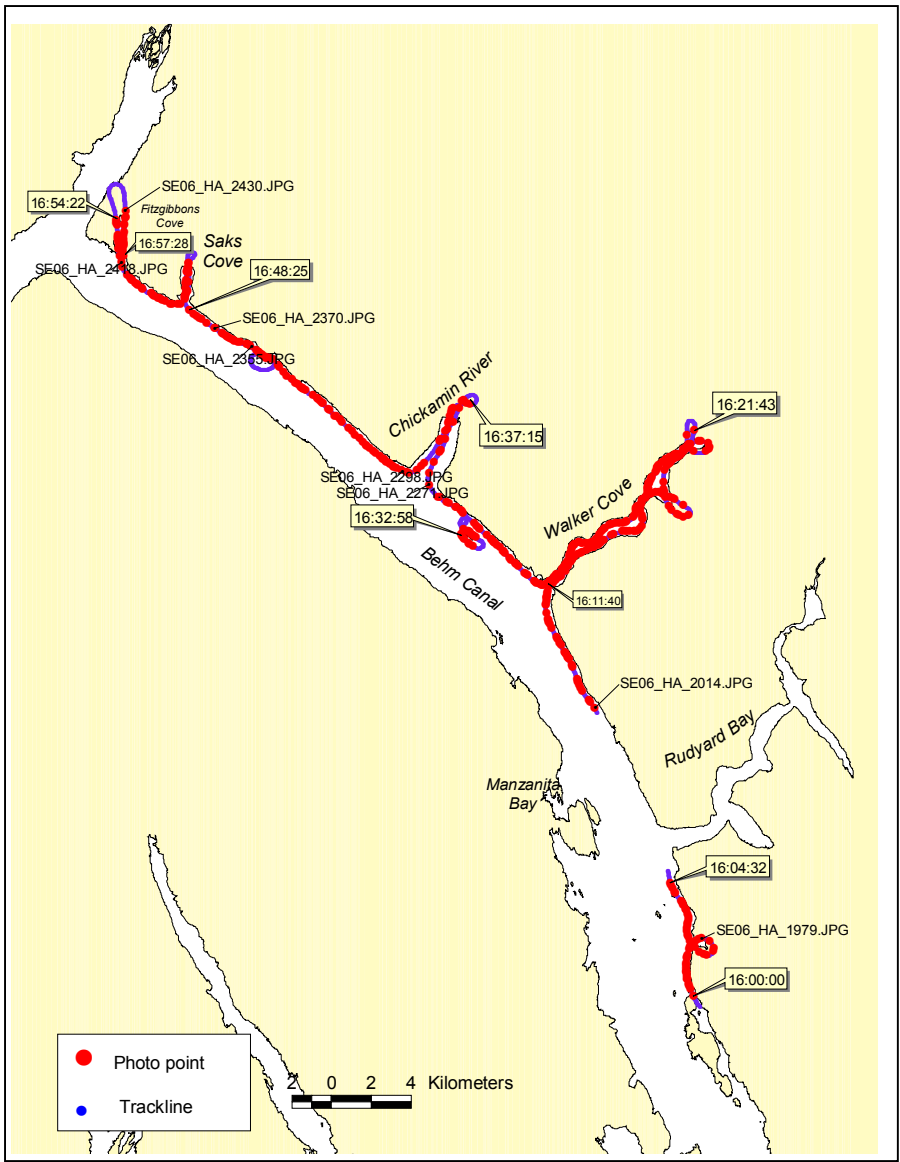 SE06_HA_2430.JPG
16:54:22
Fitzgibbons
Cove
16:57:28
Saks
Cove
SE06_HA_2418.JPG
16:48:25
SE06_HA_2370.JPG
SE06_HA_2355.JPG
Chickamin River
16:21:43
16:37:15
SE06_HA_2298.JPG
SE06_HA_2271.JPG
Walker Cove
16:32:58
Behm Canal
16:11:40
SE06_HA_2014.JPG
Rudyard Bay
Manzanita
Bay
16:04:32
SE06_HA_1979.JPG
16:00:00
Photo point
Trackline
2 0 2 4 Kilometers